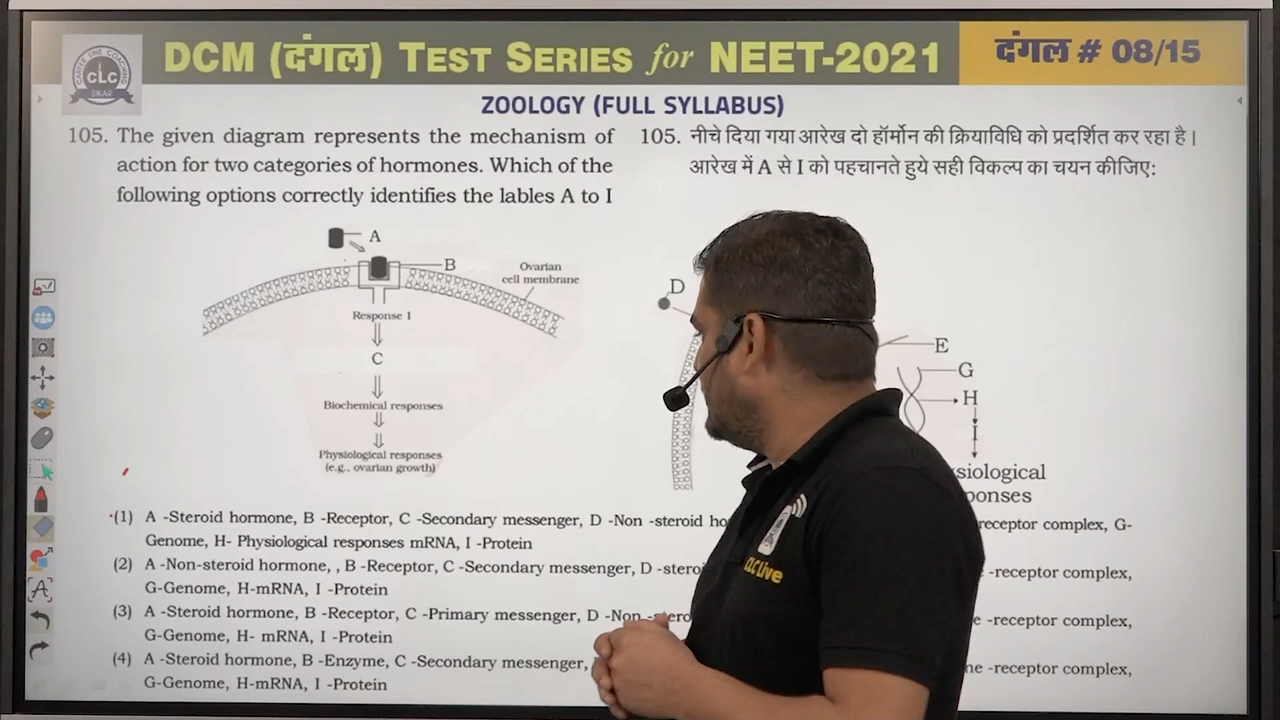 DCM (दंगल) TEST SERIES for NEET-2021
दंगल # 08/15
CAREER LINE COACHING
CLC
SIKAR
ZOOLOGY (FULL SYLLABUS)
105. The given diagram represents the mechanism of
action for two categories of hormones. Which of the
following options correctly identifies the lables A to I
105. नीचे दिया गया आरेख दो हॉर्मोन की क्रियाविधि को प्रदर्शित कर रहा है।
आरेख में A से I को पहचानते हुये सही विकल्प का चयन कीजिए:
A
B
Ovarian
cell membrane
Response 1
C
Biochemical responses
Physiological responses
(e.g., ovarian growth)
D
E
G
H
I
siological
ponses
(1) A -Steroid hormone, B -Receptor, C -Secondary messenger, D -Non -steroid ho receptor complex, G-
Genome, H- Physiological responses mRNA, I -Protein
(2) A -Non-steroid hormone, , B -Receptor, C -Secondary messenger, D -steroi e -receptor complex,
G-Genome, H-mRNA, I -Protein
(3) A -Steroid hormone, B -Receptor, C -Primary messenger, D -Non -stero e -receptor complex,
G-Genome, H- mRNA, I -Protein
(4) A -Steroid hormone, B -Enzyme, C -Secondary messenger, ne -receptor complex,
G-Genome, H-mRNA, I -Protein
CLC Live